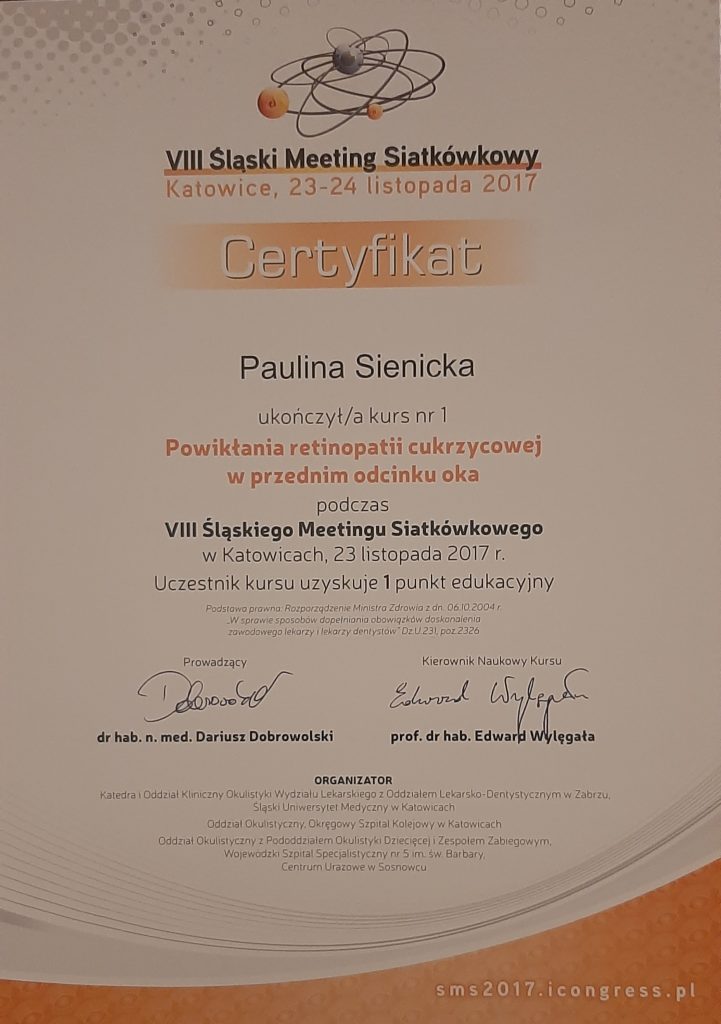 VIII Śląski Meeting Siatkówkowy
Katowice, 23-24 listopada 2017
Certyfikat
Paulina Sienicka
ukończył/a kurs nr 1
Powikłania retinopatii cukrzycowej
w przednim odcinku oka
podczas
VIII Śląskiego Meetingu Siatkówkowego
w Katowicach, 23 listopada 2017 r.
Uczestnik kursu uzyskuje 1 punkt edukacyjny
Podstawa prawna: Rozporządzenie Ministra Zdrowia z dn. 06.10.2004 r.
„W sprawie sposobów dopełniania obowiązków doskonalenia
zawodowego lekarzy i lekarzy dentystów" Dz.U.231, poz.2326
Prowadzący
Kierownik Naukowy Kursu
Edward Wylęgała
dr hab. n. med. Dariusz Dobrowolski
prof. dr hab. Edward Wylęgała
ORGANIZATOR
Katedra i Oddział Kliniczny Okulistyki Wydziału Lekarskiego z Oddziałem Lekarsko-Dentystycznym w Zabrzu,
Śląski Uniwersytet Medyczny w Katowicach
Oddział Okulistyczny, Okręgowy Szpital Kolejowy w Katowicach
Oddział Okulistyczny z Pododdziałem Okulistyki Dziecięcej i Zespołem Zabiegowym,
Wojewódzki Szpital Specjalistyczny nr 5 im. św. Barbary,
Centrum Urazowe w Sosnowcu
sms2017.icongress.pl